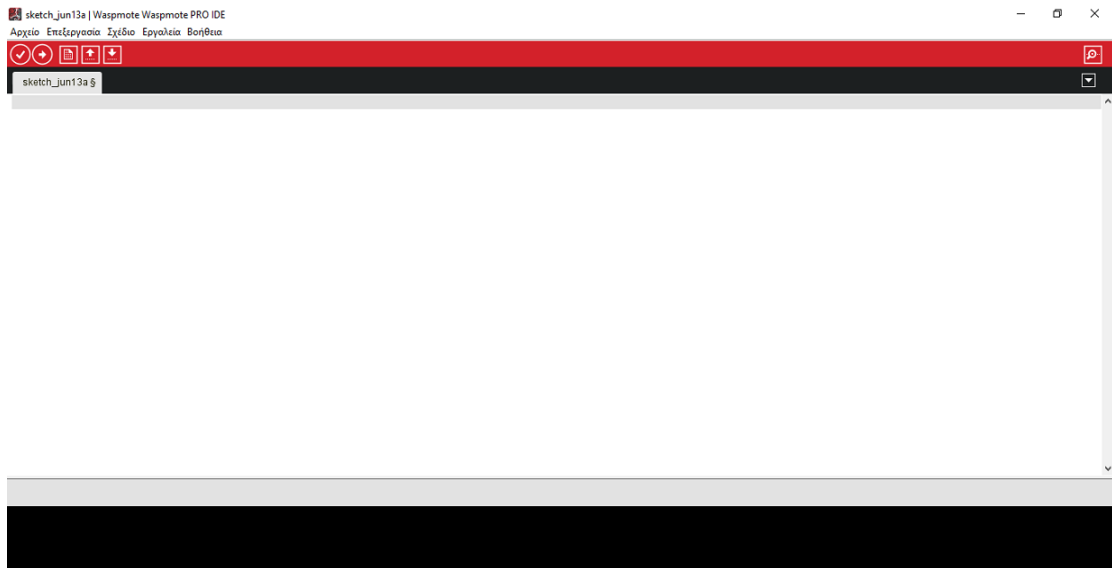 sketch_jun13a | Waspmote Waspmote PRO IDE
Αρχείο Επεξεργασία Σχέδιο Εργαλεία Βοήθεια
sketch_jun13a §